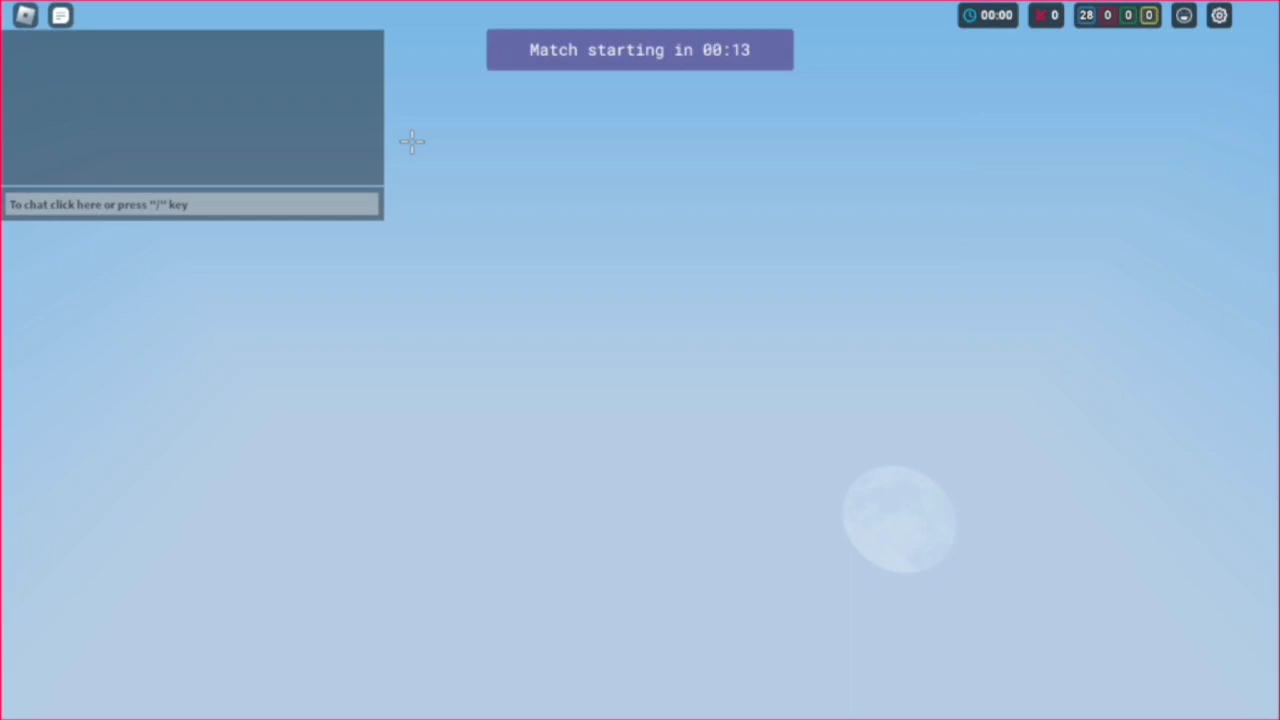 00:00
0
28 0 0 0
Match starting in 00:13
To chat click here or press "/" key